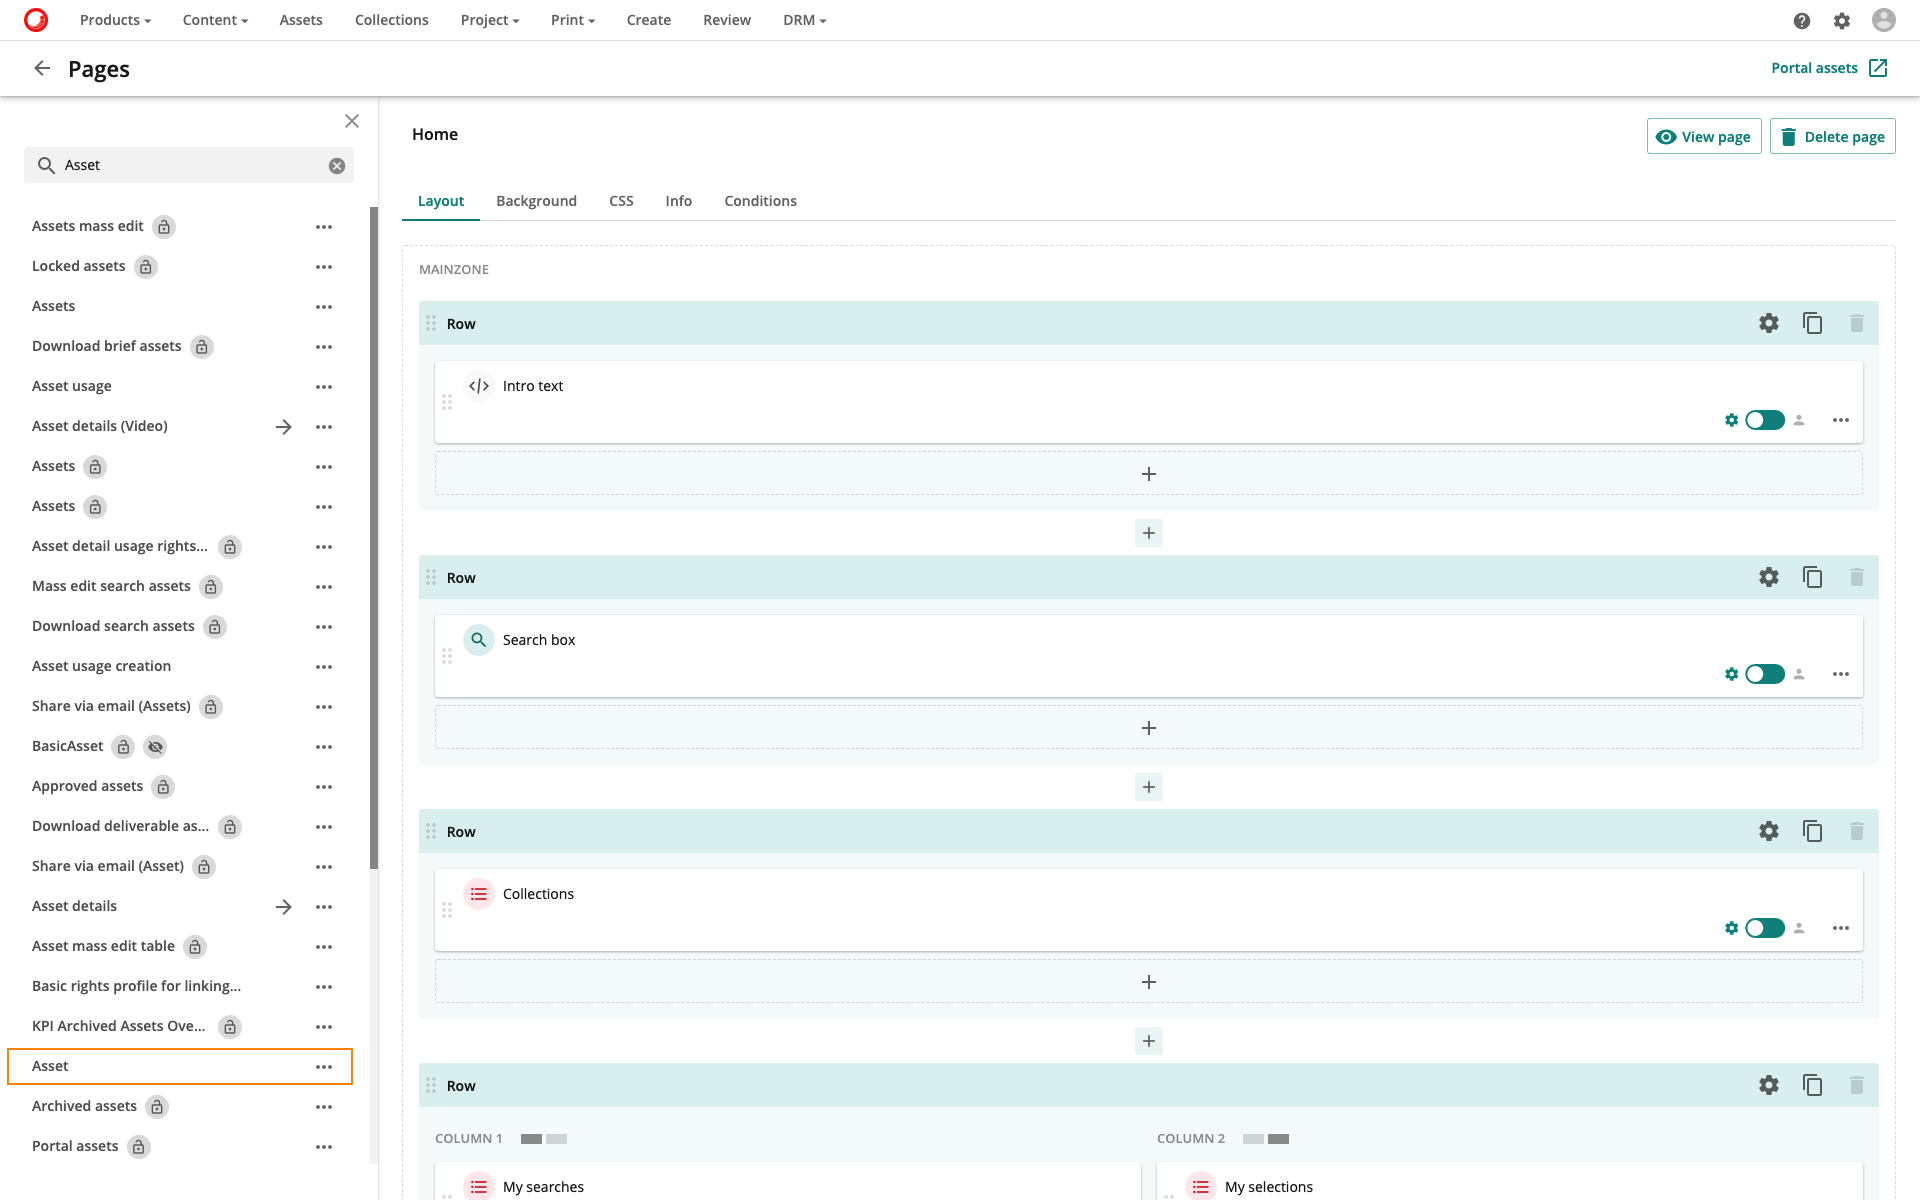 Products Content Assets Collections Project Print Create Review DRM
Pages
Portal assets
Asset
Assets mass edit
Locked assets
Assets
Download brief assets
Asset usage
Asset details (Video)
Assets
Assets
Asset detail usage rights...
Mass edit search assets
Download search assets
Asset usage creation
Share via email (Assets)
BasicAsset
Approved assets
Download deliverable as...
Share via email (Asset)
Asset details
Asset mass edit table
Basic rights profile for linking...
KPI Archived Assets Ove...
Asset
Archived assets
Portal assets
Home
View page
Delete page
Layout Background CSS Info Conditions
MAINZONE
Row
Intro text
Row
Search box
Row
Collections
Row
COLUMN 1
COLUMN 2
My searches
My selections